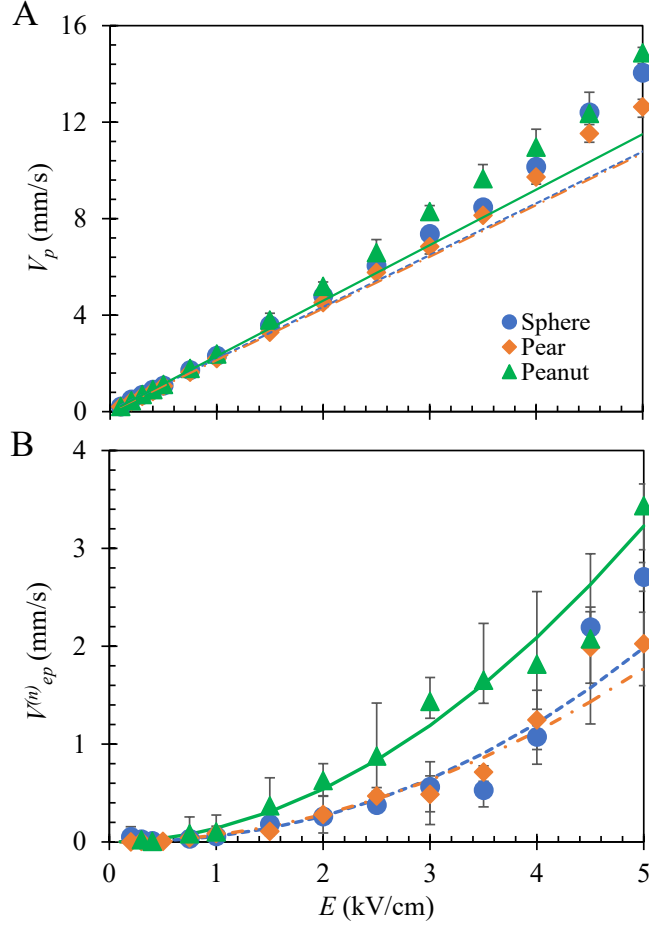 A
16
12
8
4
0
V_p (mm/s)
Sphere
Pear
Peanut
B
4
3
2
1
0
V^(n)_ep (mm/s)
0 1 2 3 4 5
E (kV/cm)